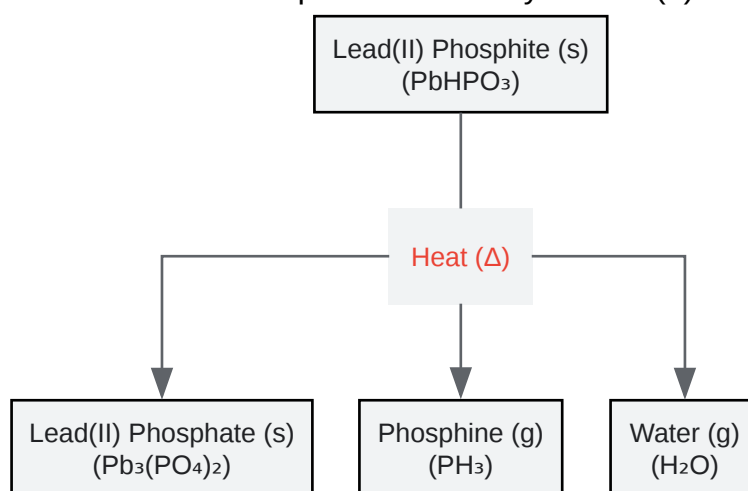 Lead(II) Phosphite (s)
(PbHPO₃)
Heat (Δ)
Lead(II) Phosphate (s)
(Pb₃(PO₄)₂)
Phosphine (g)
(PH₃)
Water (g)
(H₂O)